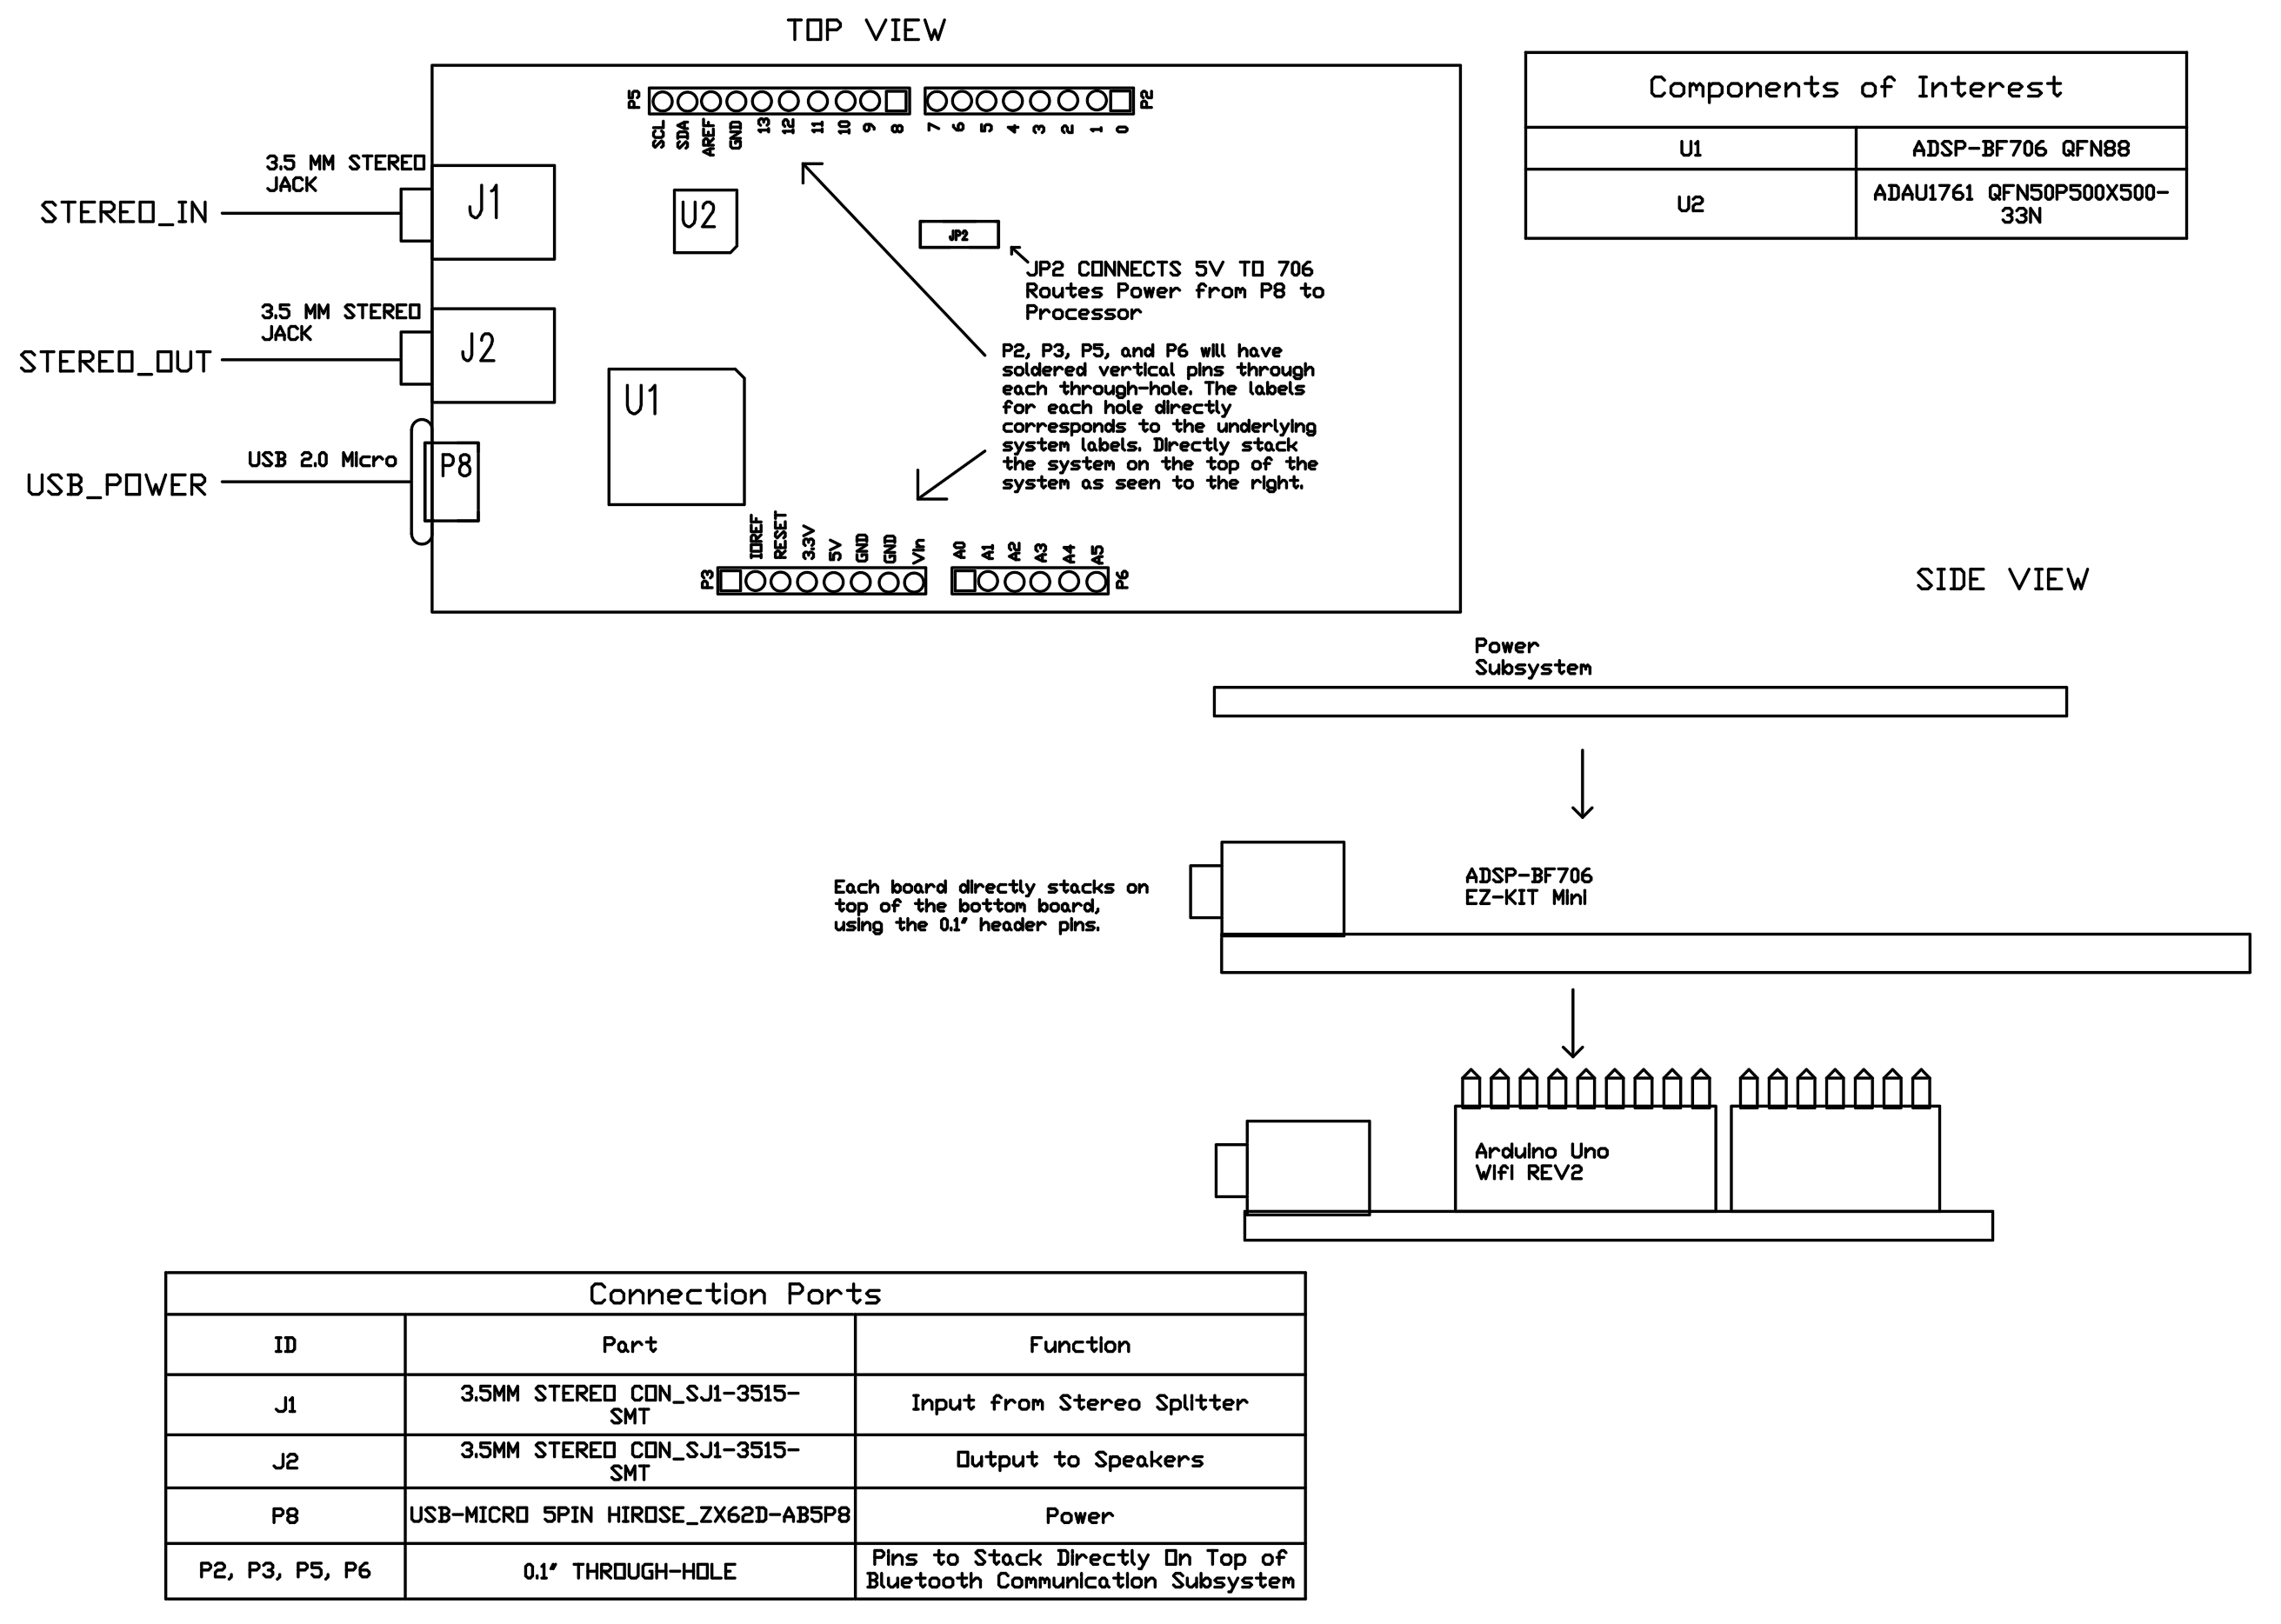 TOP VIEW
P5
SCL
SDA
AREF
GND
13
12
11
10
9
8
7
6
5
4
3
2
1
0
P2
3.5 MM STEREO
JACK
STEREO_IN
J1
U2
JP2
JP2 CONNECTS 5V TO 706
Routes Power from P8 to
Processor
3.5 MM STEREO
JACK
STEREO_OUT
J2
U1
P2, P3, P5, and P6 will have
soldered vertical pins through
each through-hole. The labels
for each hole directly
corresponds to the underlying
system labels. Directly stack
the system on the top of the
system as seen to the right.
USB 2.0 Micro
USB_POWER
P8
P3
IOREF
RESET
3.3V
5V
GND
GND
Vin
A0
A1
A2
A3
A4
A5
P6
Components of Interest
U1
ADSP-BF706 QFN88
U2
ADAU1761 QFN50P500X500-
33N
SIDE VIEW
Power
Subsystem
ADSP-BF706
EZ-KIT Mini
Each board directly stacks on
top of the bottom board,
using the 0.1" header pins.
Arduino Uno
Wifi REV2
Connection Ports
ID
Part
Function
J1
3.5MM STEREO CON_SJ1-3515-
SMT
Input from Stereo Splitter
J2
3.5MM STEREO CON_SJ1-3515-
SMT
Output to Speakers
P8
USB-MICRO 5PIN HIROSE_ZX62D-AB5P8
Power
P2, P3, P5, P6
0.1" THROUGH-HOLE
Pins to Stack Directly On Top of
Bluetooth Communication Subsystem